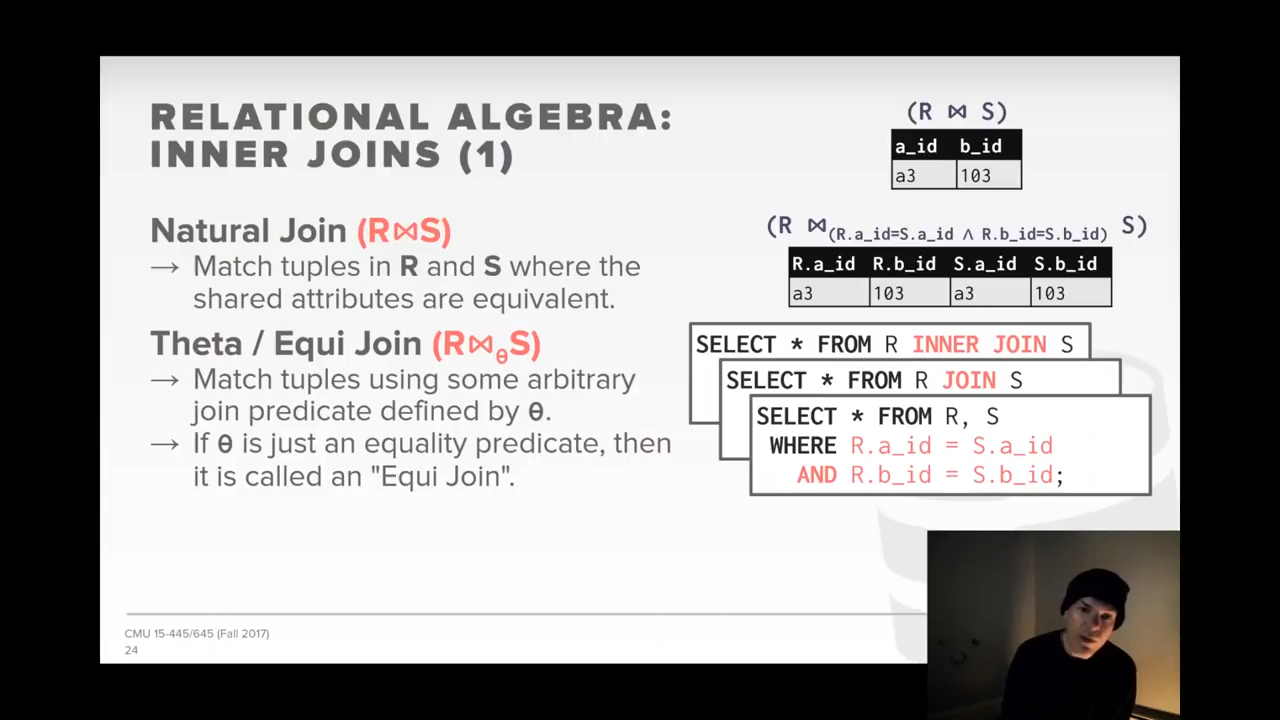 RELATIONAL ALGEBRA:
INNER JOINS (1)
Natural Join (R⋈S)
→ Match tuples in R and S where the
shared attributes are equivalent.
Theta / Equi Join (R⋈θS)
→ Match tuples using some arbitrary
join predicate defined by θ.
→ If θ is just an equality predicate, then
it is called an "Equi Join".
(R ⋈ S)
a_id b_id
a3 103
(R ⋈(R.a_id=S.a_id ∧ R.b_id=S.b_id) S)
R.a_id R.b_id S.a_id S.b_id
a3 103 a3 103
SELECT * FROM R INNER JOIN S
SELECT * FROM R JOIN S
SELECT * FROM R, S
WHERE R.a_id = S.a_id
AND R.b_id = S.b_id;
CMU 15-445/645 (Fall 2017)
24